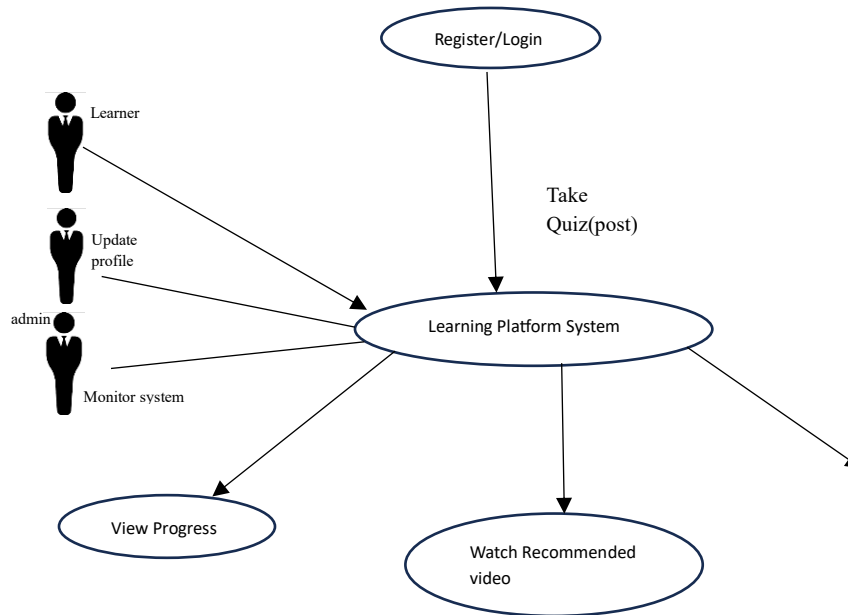 Register/Login
Learner
Take
Quiz(post)
Update
profile
admin
Learning Platform System
Monitor system
View Progress
Watch Recommended
video